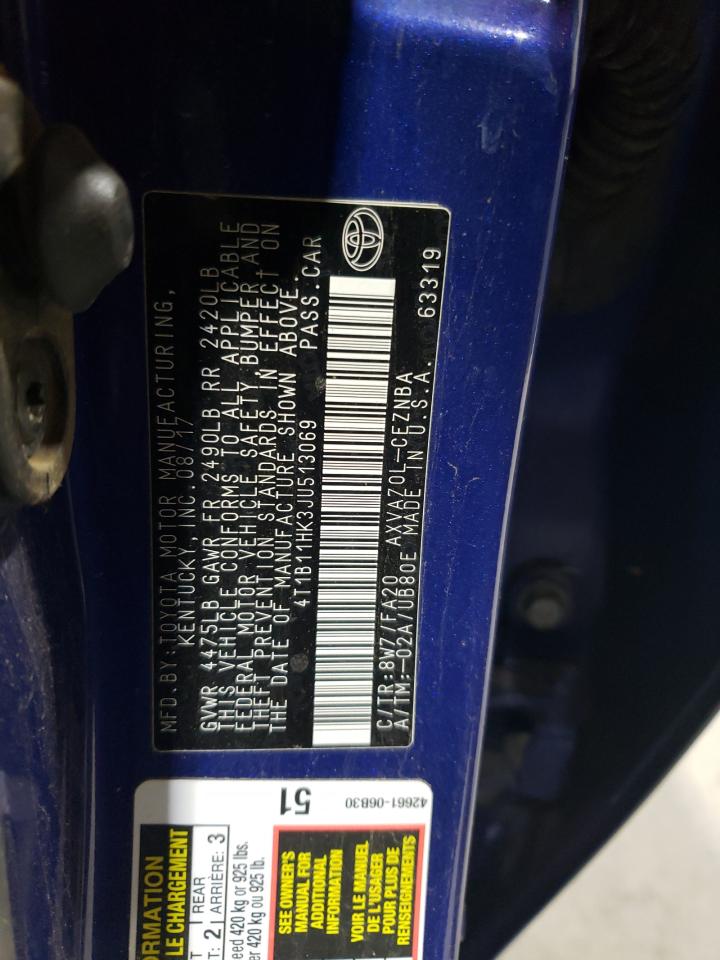 MFD.BY:TOYOTA MOTOR MANUFACTURING,
KENTUCKY, INC. 08/17
GVWR 4475LB GAWR FR 2490LB RR 2420LB
THIS VEHICLE CONFORMS TO ALL APPLICABLE
FEDERAL MOTOR VEHICLE SAFETY BUMPER, AND
THEFT PREVENTION STANDARDS IN EFFECT ON
THE DATE OF MANUFACTURE SHOWN ABOVE.
4T1B11HK3JU513069 PASS.CAR
C/TR:8W7/FA20 AXVA70L-CEZNBA
A/TM:-02A/0B80E MADE IN U.S.A. 63319
51
42661-06B30
ORMATION
LE CHARGEMENT
T REAR
T: 2 ARRIÈRE: 3
eed 420 kg or 925 lbs.
er 420 kg ou 925 lb.
SEE OWNER'S
MANUAL FOR
ADDITIONAL
INFORMATION
VOIR LE MANUEL
DE L'USAGER
POUR PLUS DE
RENSEIGNEMENTS